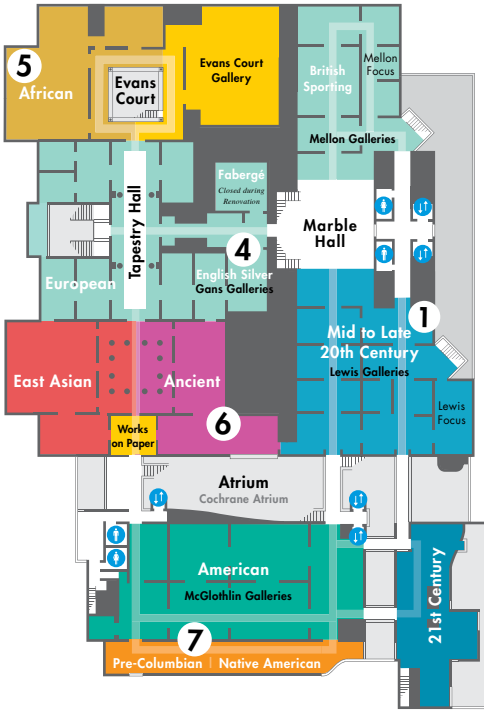 5
African
Evans
Court
Evans Court
Gallery
British
Sporting
Mellon
Focus
Mellon Galleries
Fabergé
Closed during
Renovation
Tapestry Hall
Marble
Hall
4
European
English Silver
Gans Galleries
1
Mid to Late
20th Century
Lewis Galleries
Lewis
Focus
East Asian
Ancient
6
Works
on Paper
Atrium
Cochrane Atrium
American
McGlothlin Galleries
21st Century
7
Pre-Columbian | Native American